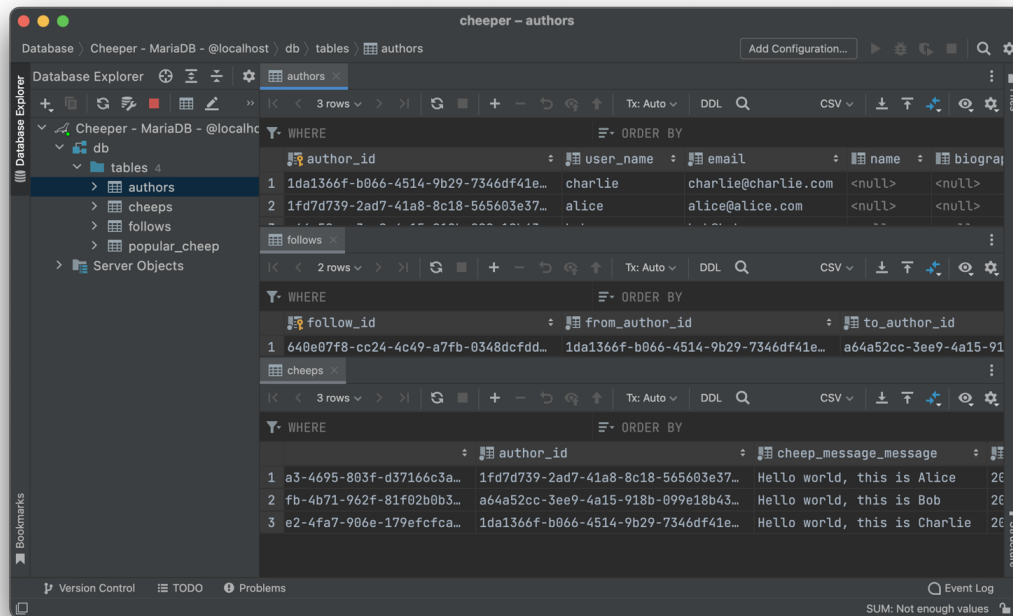 cheeper – authors
Database Cheeper - MariaDB - @localhost db tables authors Add Configuration...
Database Explorer
Database Explorer
Cheeper - MariaDB - @localho
db
tables 4
authors
cheeps
follows
popular_cheep
Server Objects
authors
3 rows Tx: Auto DDL CSV
WHERE ORDER BY
author_id user_name email name biograp
1 1da1366f-b066-4514-9b29-7346df41e… charlie charlie@charlie.com <null> <null>
2 1fd7d739-2ad7-41a8-8c18-565603e37… alice alice@alice.com <null> <null>
follows
2 rows Tx: Auto DDL CSV
WHERE ORDER BY
follow_id from_author_id to_author_id
1 640e07f8-cc24-4c49-a7fb-0348dcfdd… 1da1366f-b066-4514-9b29-7346df41e… a64a52cc-3ee9-4a15-91
cheeps
3 rows Tx: Auto DDL CSV
WHERE ORDER BY
author_id cheep_message_message
1 a3-4695-803f-d37166c3a… 1fd7d739-2ad7-41a8-8c18-565603e37… Hello world, this is Alice 20
2 fb-4b71-962f-81f02b0b3… a64a52cc-3ee9-4a15-918b-099e18b43… Hello world, this is Bob 20
3 e2-4fa7-906e-179efcfca… 1da1366f-b066-4514-9b29-7346df41e… Hello world, this is Charlie 20
Bookmarks
Version Control TODO Problems Event Log
SUM: Not enough values